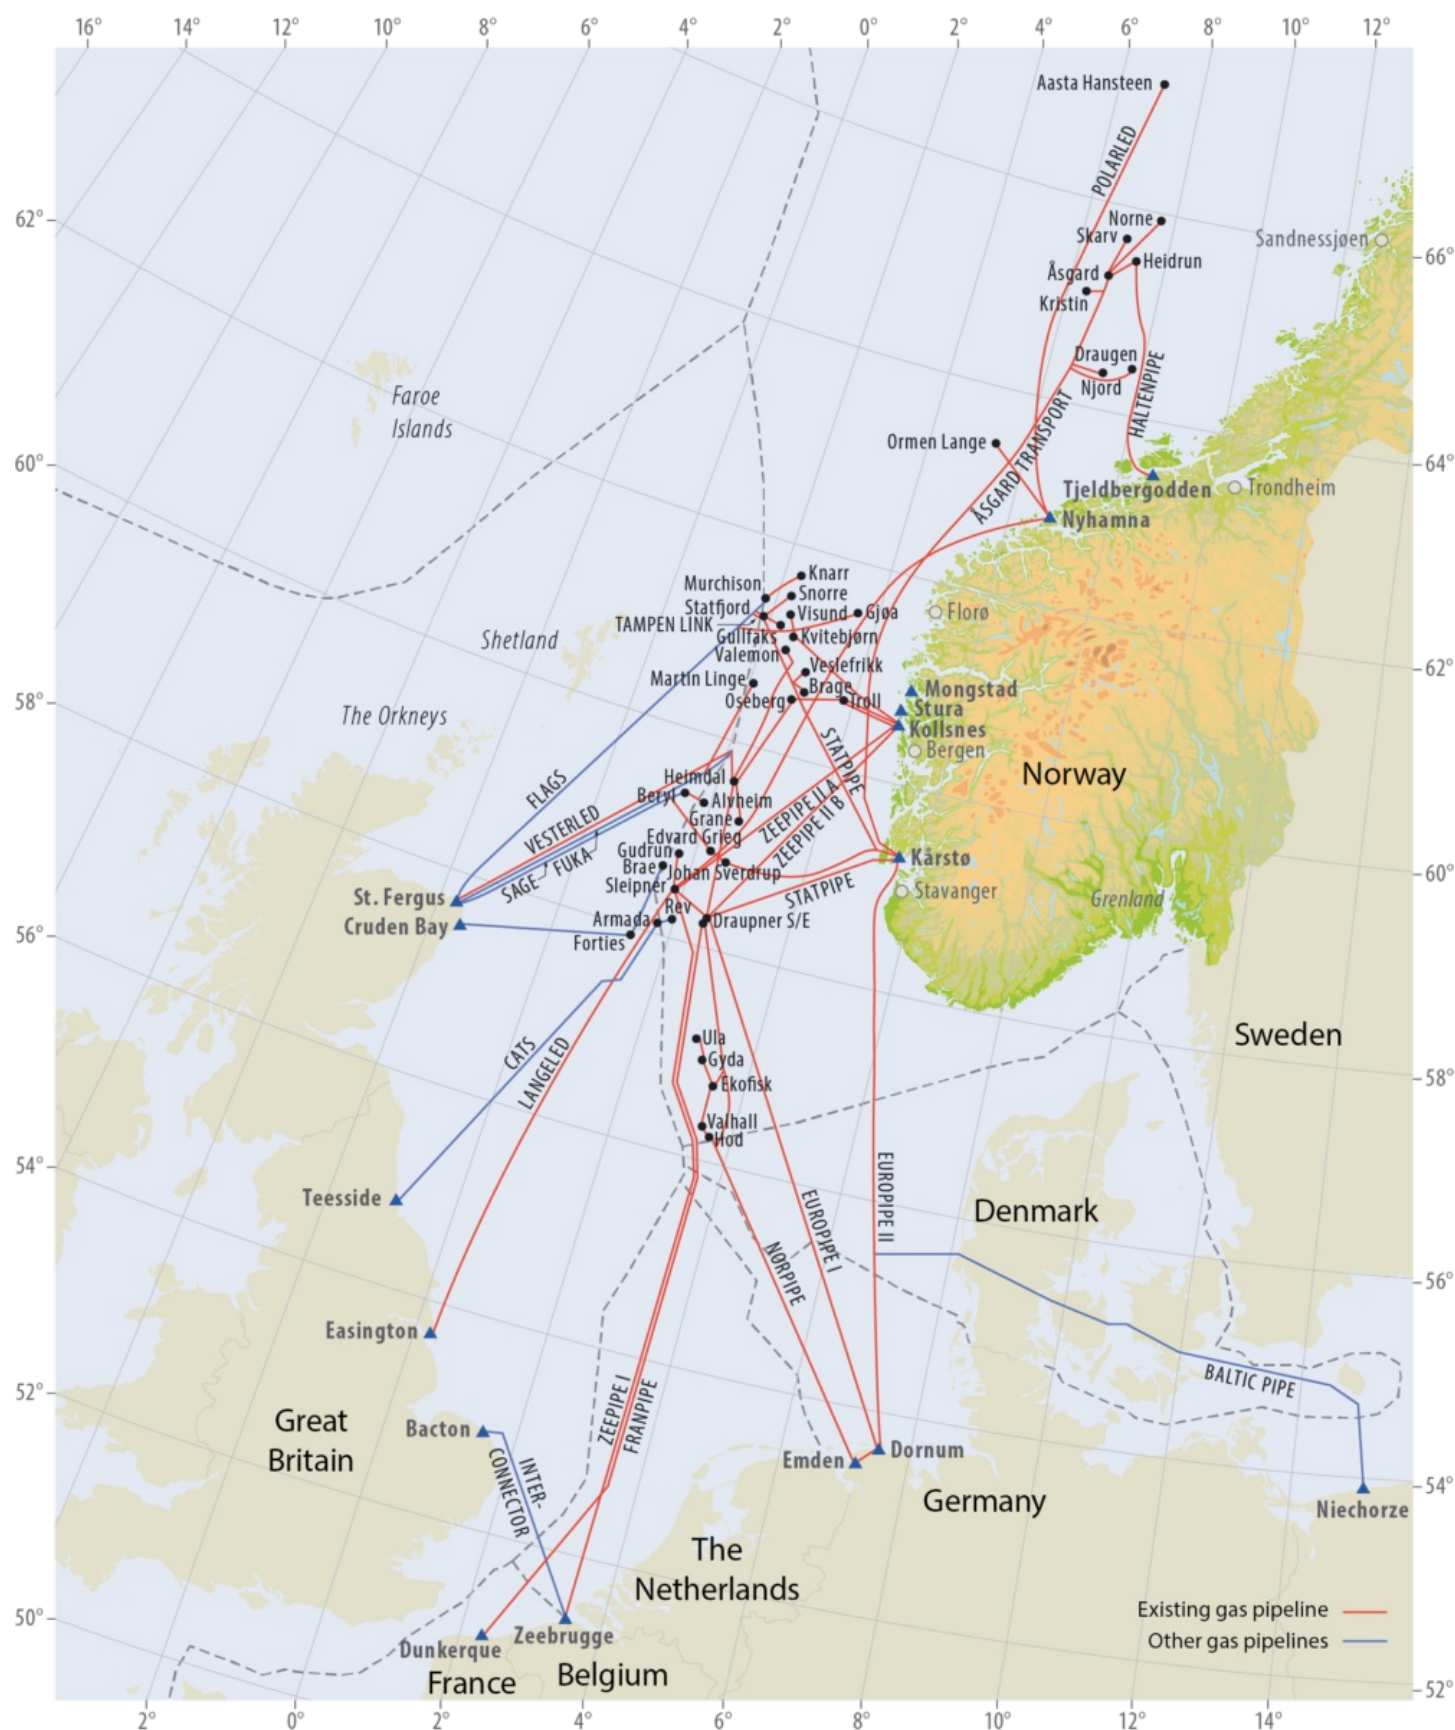 16° 14° 12° 10° 8° 6° 4° 2° 0° 2° 4° 6° 8° 10° 12°
Aasta Hansteen
POLARLED
Norne
Skarv
Sandnessjøen
62°
66°
Heidrun
Åsgard
Kristin
Draugen
Njord
HALTENPIPE
Faroe
Islands
Ormen Lange
ÅSGARD TRANSPORT
60°
64°
Tjeldbergodden
Trondheim
Nyhamna
Knarr
Murchison
Snorre
Statfjord
Visund
Gjøa
Florø
TAMPEN LINK
Gullfaks
Kvitebjørn
Shetland
Valemon
Veslefrikk
62°
Martin Linge
Brage
Mongstad
Oseberg
Troll
Stura
58°
The Orkneys
Kollsnes
Bergen
STATPIPE
Norway
FLAGS
Heimdal
Beryl
Alvheim
VESTERLED
Grane
ZEEPIPE II A
ZEEPIPE II B
Edvard Grieg
Gudrun
Kårstø
Brae
Johan Sverdrup
SAGE
FUKA
60°
Sleipner
STATPIPE
Stavanger
Grenland
St. Fergus
Rev
Cruden Bay
Armada
Draupner S/E
56°
Forties
Sweden
Ula
CATS
LANGELED
Gyda
58°
Ekofisk
Valhall
Hod
54°
Teesside
EUROPIPE II
Denmark
EUROPIPE I
NORPIPE
56°
Easington
52°
BALTIC PIPE
ZEEPIPE I
FRANPIPE
Great
Britain
Bacton
INTER-
CONNECTOR
Emden
Dornum
54°
Germany
Niechorze
The
Netherlands
50°
Existing gas pipeline
Other gas pipelines
Zeebrugge
Dunkerque
France
Belgium
52°
2° 0° 2° 4° 6° 8° 10° 12° 14°